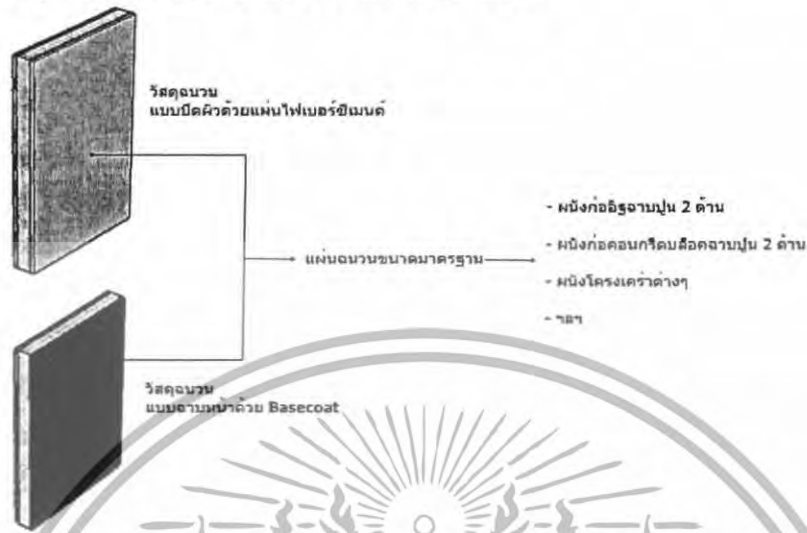 วัสดุฉนวน
แบบปิดผิวด้วยแผ่นไฟเบอร์ซีเมนต์
- ผนังก่ออิฐฉาบปูน 2 ด้าน
- ผนังก่อคอนกรีตบล๊อคฉาบปูน 2 ด้าน
แผ่นฉนวนขนาดมาตรฐาน
- ผนังโครงเคร่าต่างๆ
- ฯลฯ
วัสดุฉนวน
แบบฉาบหน้าด้วย Basecoat